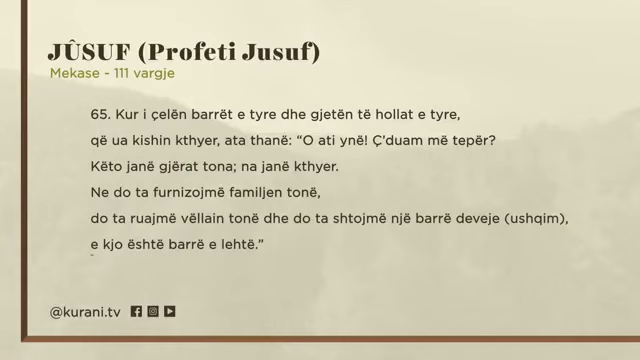 JÛSUF (Profeti Jusuf)
Mekase - 111 vargje
65. Kur i çelën barrët e tyre dhe gjetën të hollat e tyre,
që ua kishin kthyer, ata thanë: “O ati ynë! Ç’duam më tepër?
Këto janë gjërat tona; na janë kthyer.
Ne do ta furnizojmë familjen tonë,
do ta ruajmë vëllain tonë dhe do ta shtojmë një barrë deveje (ushqim),
e kjo është barrë e lehtë.”
@kurani.tv